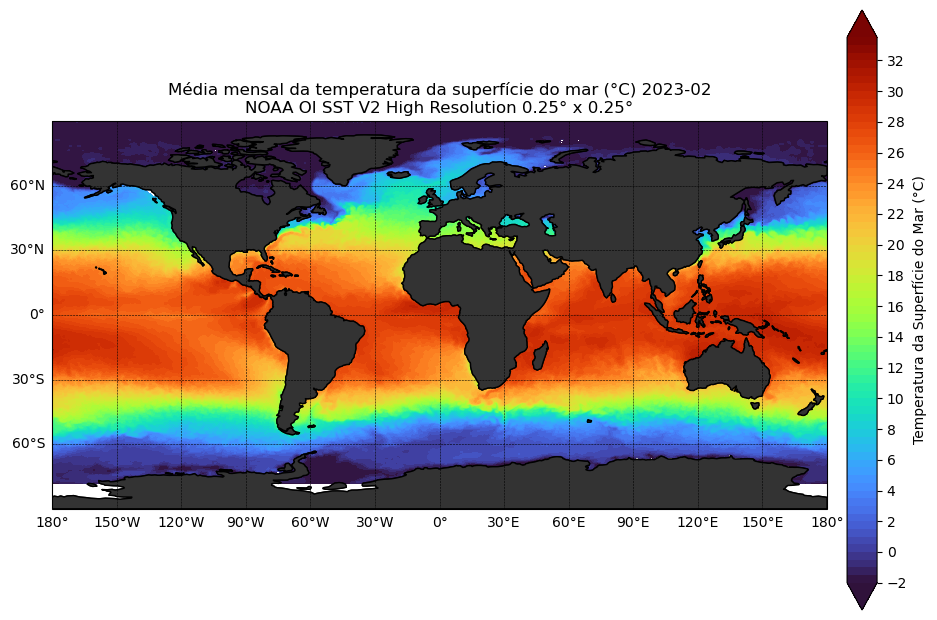 Média mensal da temperatura da superfície do mar (°C) 2023-02
NOAA OI SST V2 High Resolution 0.25° x 0.25°
60°N
30°N
0°
30°S
60°S
180° 150°W 120°W 90°W 60°W 30°W 0° 30°E 60°E 90°E 120°E 150°E 180°
32
30
28
26
24
22
20
18
16
14
12
10
8
6
4
2
0
−2
Temperatura da Superfície do Mar (°C)